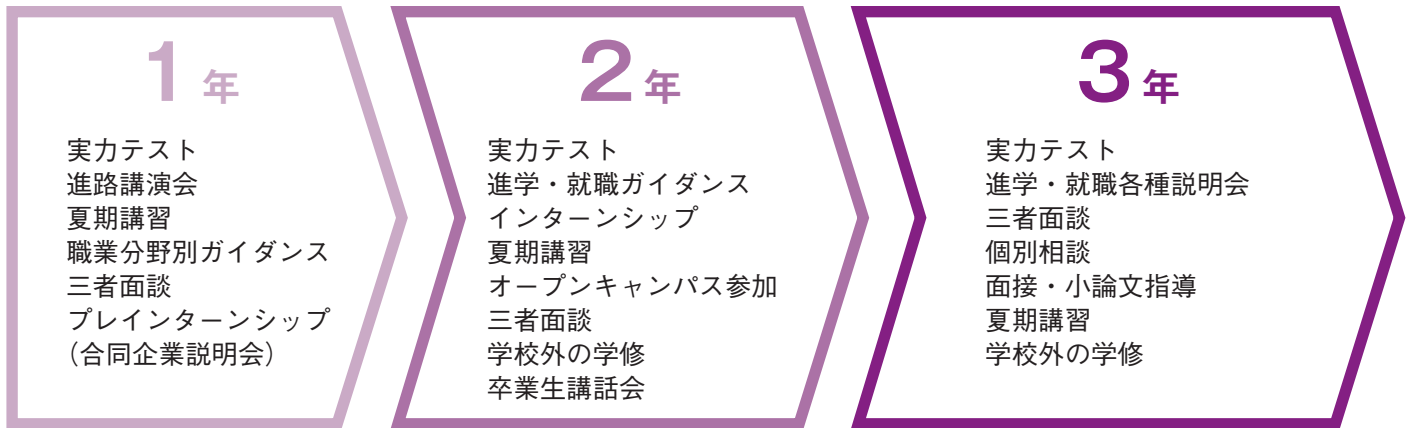 1年
実力テスト
進路講演会
夏期講習
職業分野別ガイダンス
三者面談
プレインターンシップ
（合同企業説明会）
2年
実力テスト
進学・就職ガイダンス
インターンシップ
夏期講習
オープンキャンパス参加
三者面談
学校外の学修
卒業生講話会
3年
実力テスト
進学・就職各種説明会
三者面談
個別相談
面接・小論文指導
夏期講習
学校外の学修